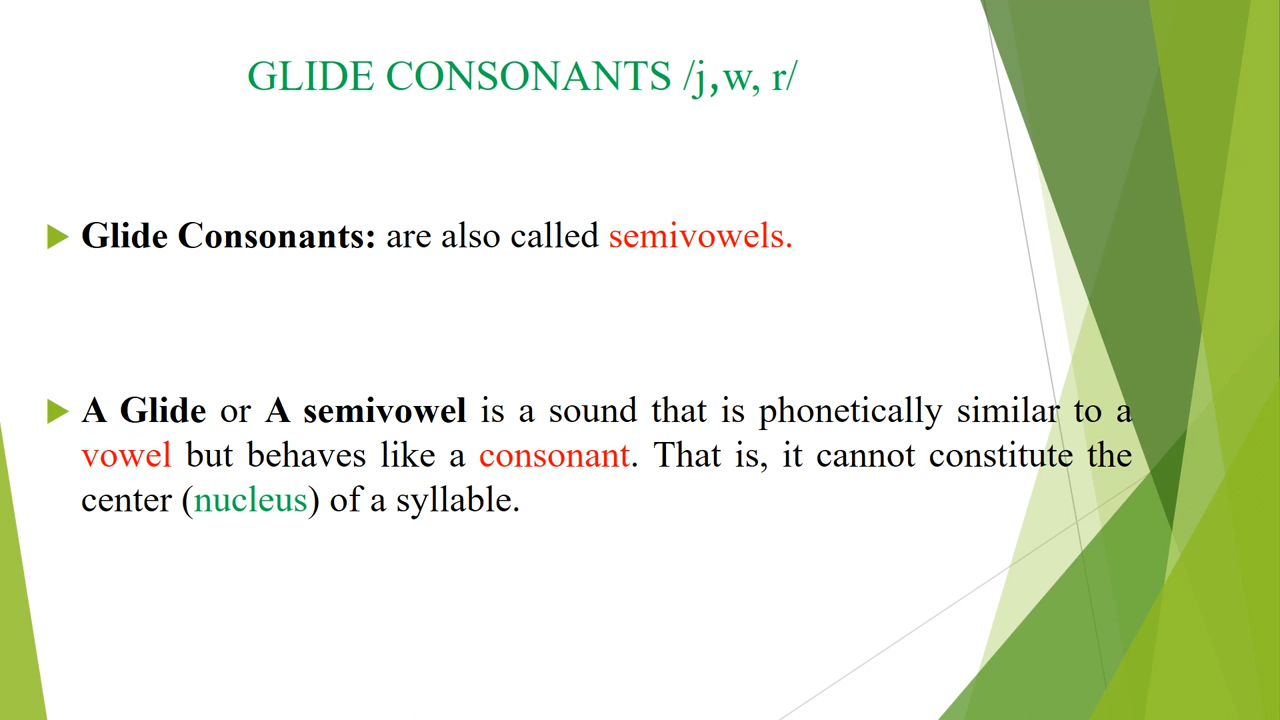 GLIDE CONSONANTS /j,w, r/
Glide Consonants: are also called semivowels.
A Glide or A semivowel is a sound that is phonetically similar to a
vowel but behaves like a consonant. That is, it cannot constitute the
center (nucleus) of a syllable.